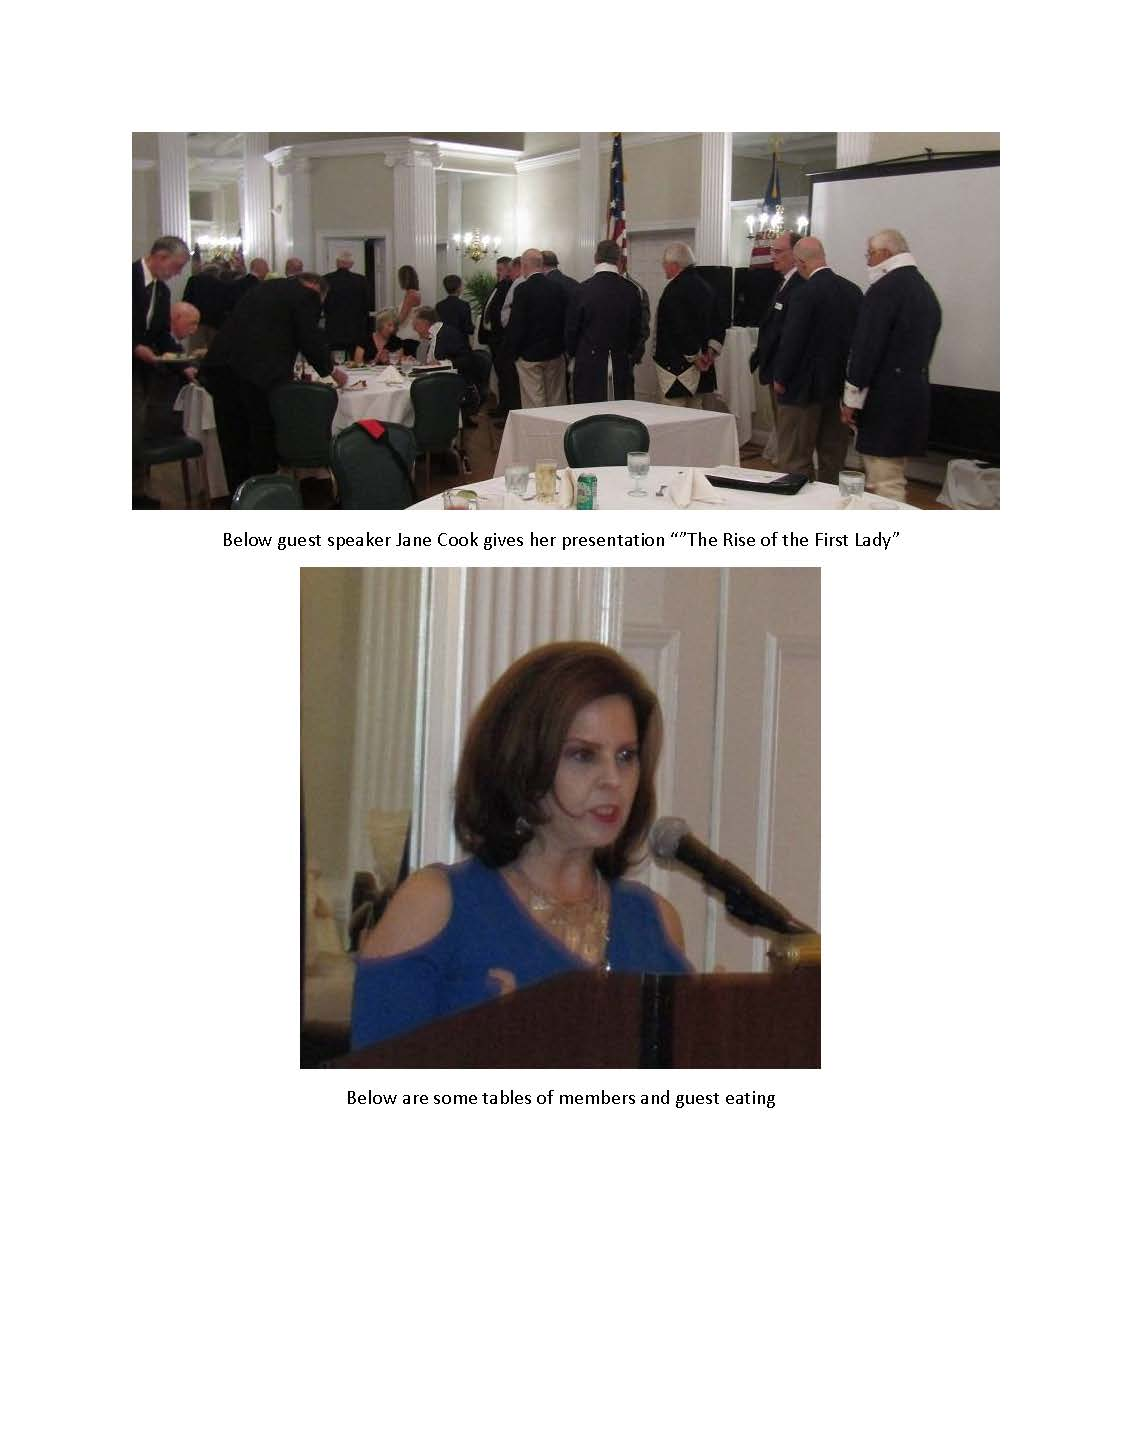 Below guest speaker Jane Cook gives her presentation “”The Rise of the First Lady”
Below are some tables of members and guest eating